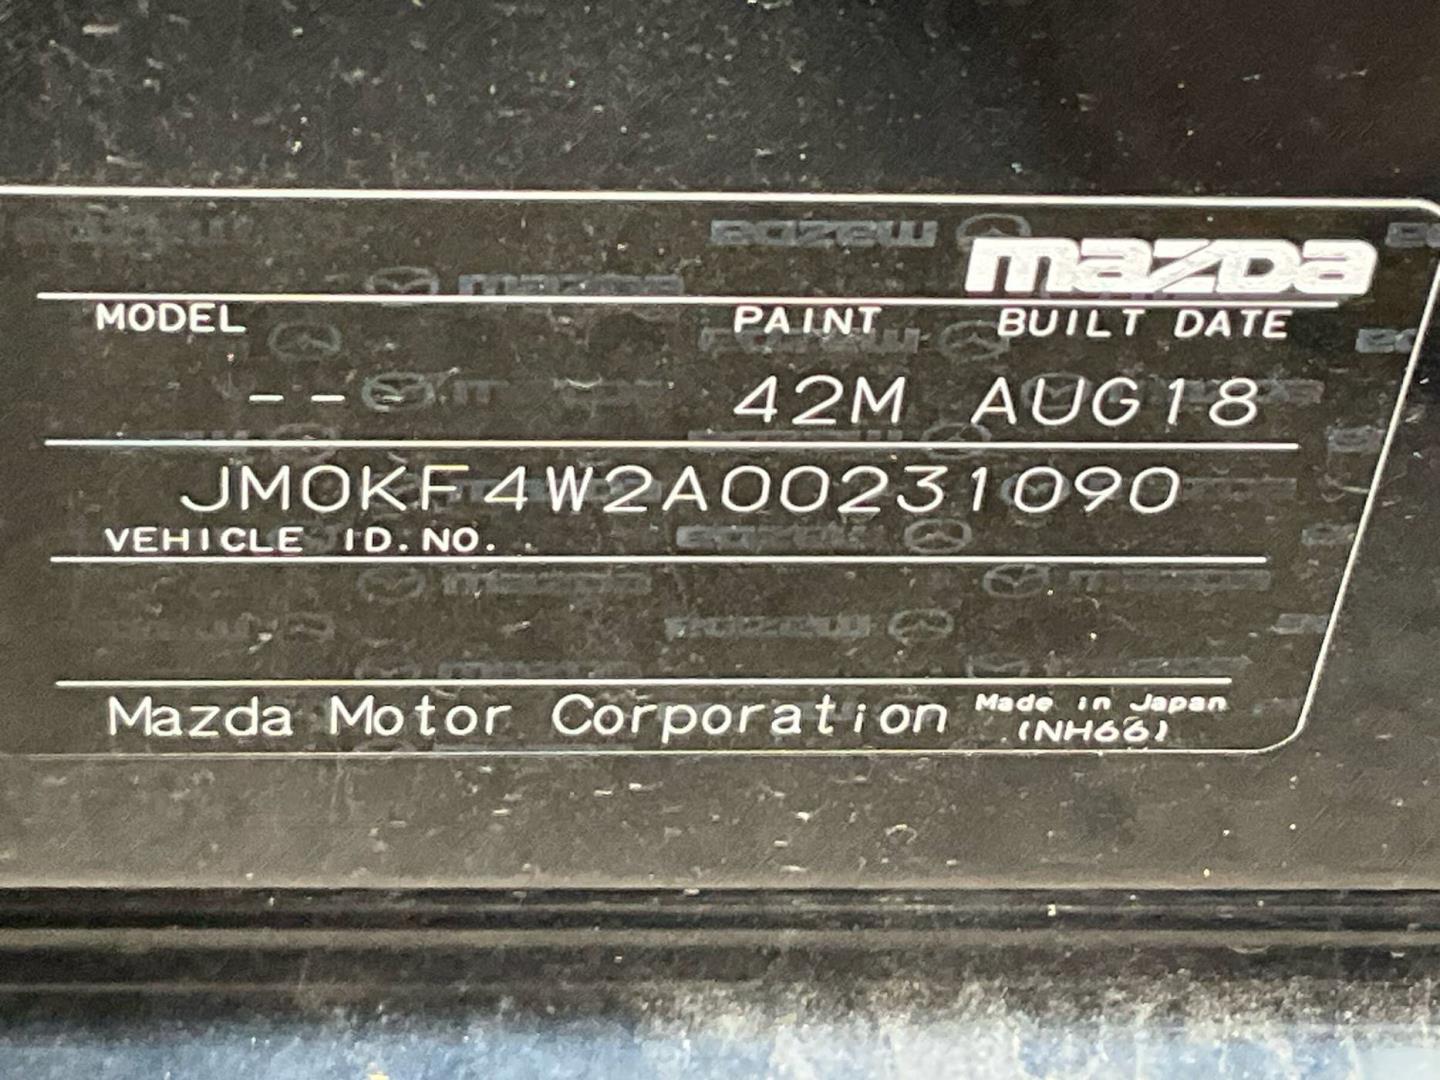 mazda
MODEL PAINT BUILT DATE
--- 42M AUG18
JM0KF4W2A00231090
VEHICLE ID.NO.
Mazda Motor Corporation Made in Japan
(NH66)